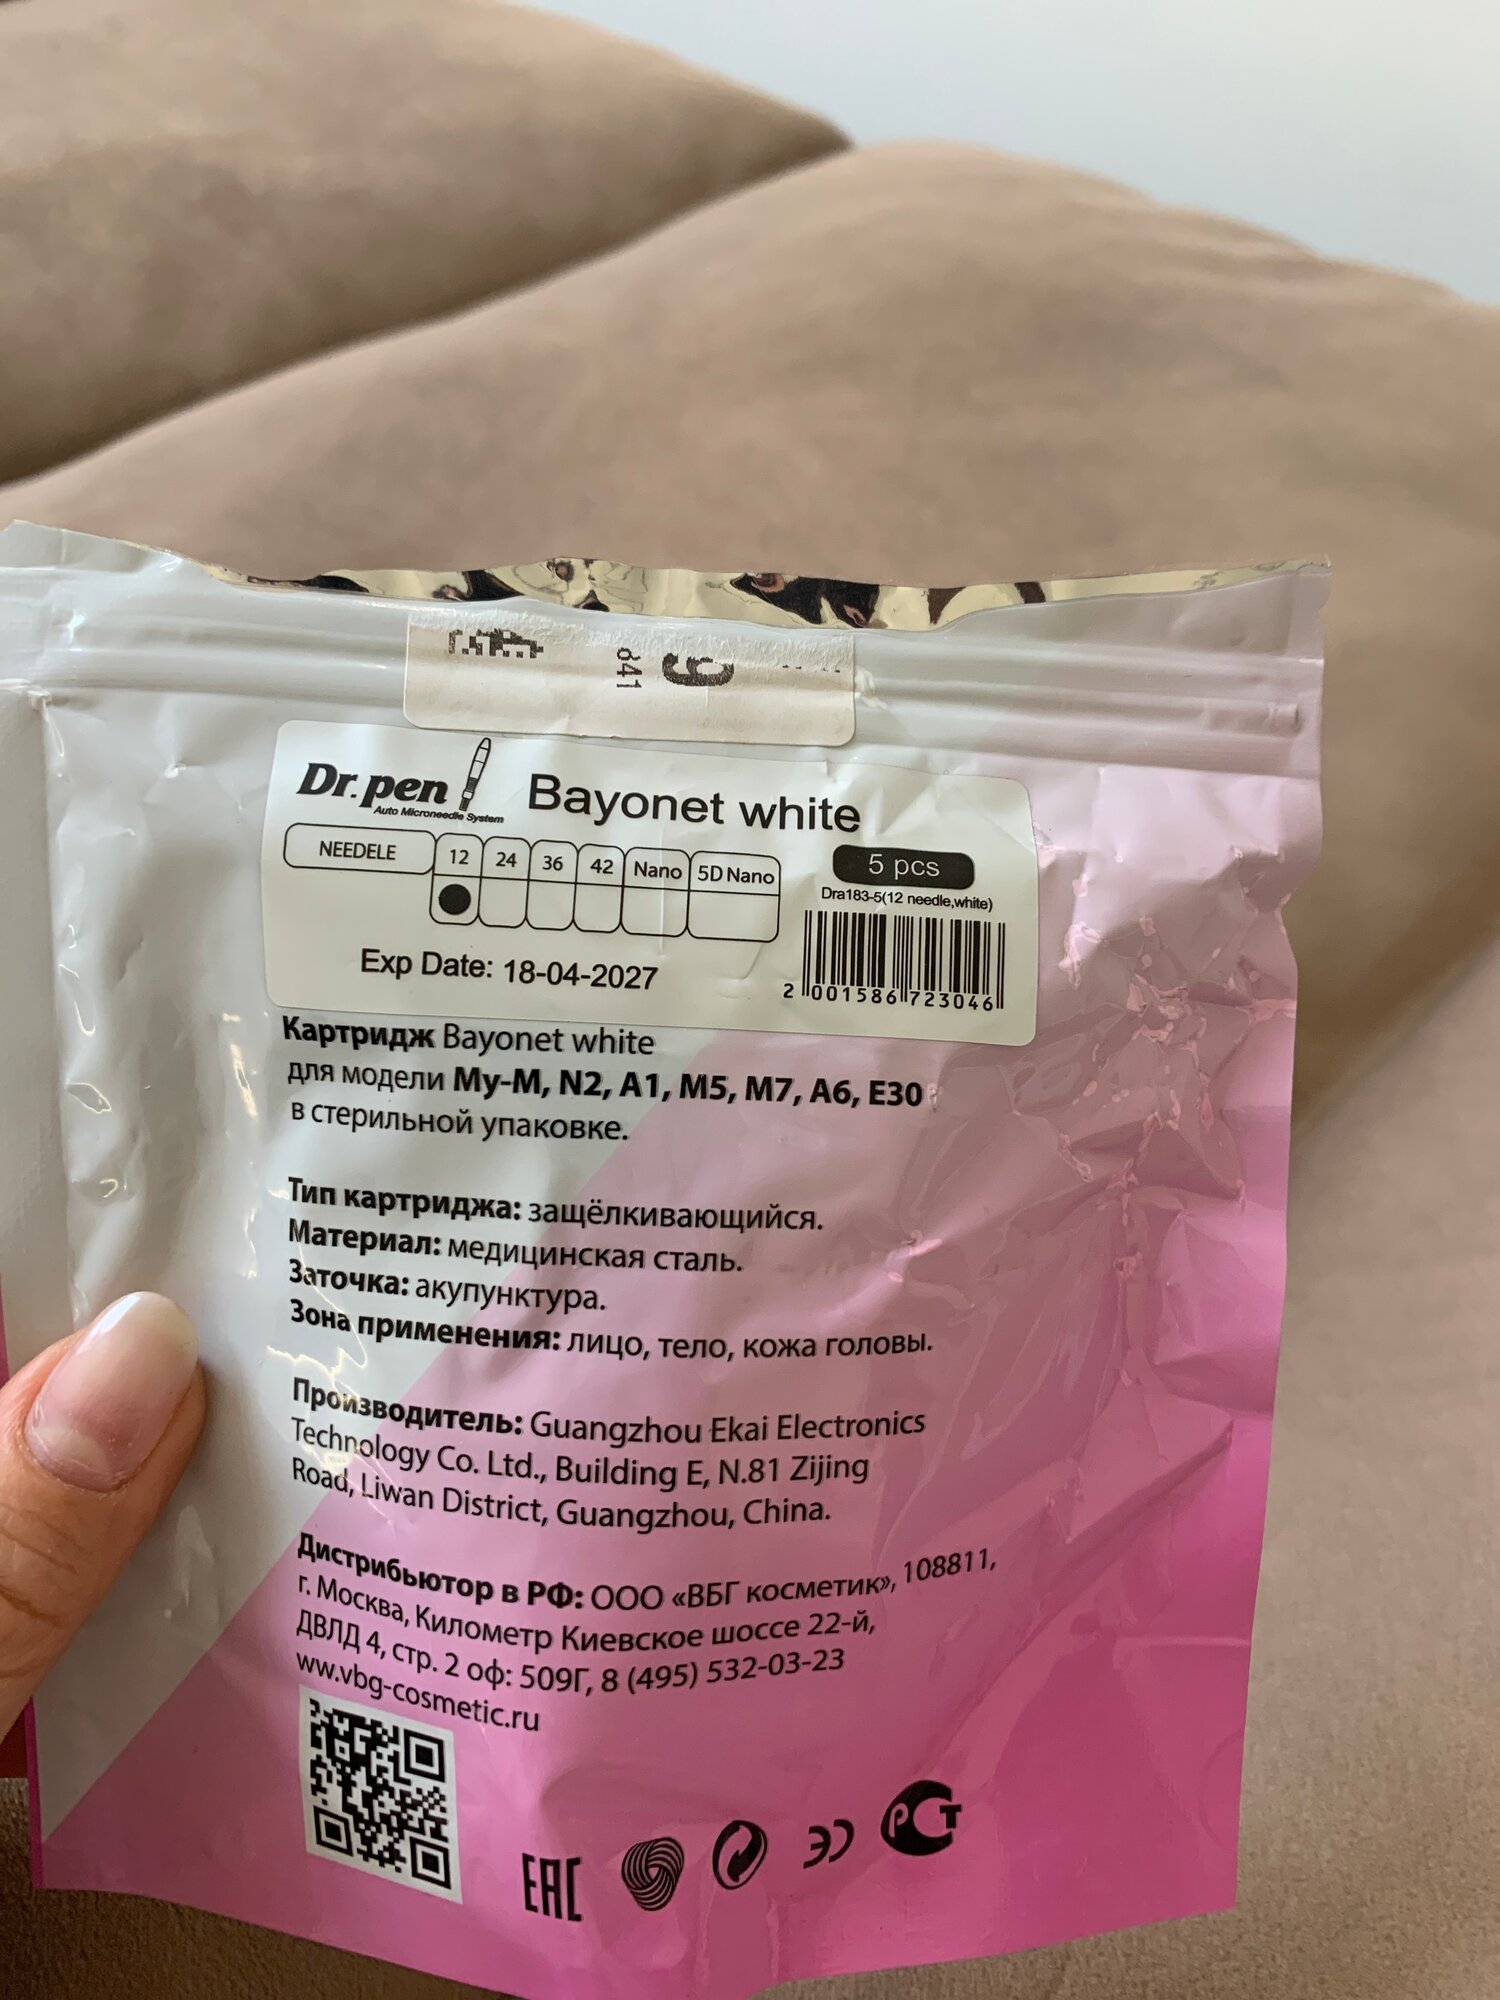 641
9
Dr.pen
Auto Microneedle System
Bayonet white
NEEDELE 12 24 36 42 Nano 5D Nano
5 pcs
Dra183-5(12 needle,white)
Exp Date: 18-04-2027
2 001586 723046
Картридж Bayonet white
для модели My-M, N2, A1, M5, M7, A6, E30
в стерильной упаковке.
Тип картриджа: защёлкивающийся.
Материал: медицинская сталь.
Заточка: акупунктура.
Зона применения: лицо, тело, кожа головы.
Производитель: Guangzhou Ekai Electronics
Technology Co. Ltd., Building E, N.81 Zijing
Road, Liwan District, Guangzhou, China.
Дистрибьютор в РФ: ООО «ВБГ косметик», 108811,
г. Москва, Километр Киевское шоссе 22-й,
ДВЛД 4, стр. 2 оф: 509Г, 8 (495) 532-03-23
ww.vbg-cosmetic.ru
EAC
РСТ